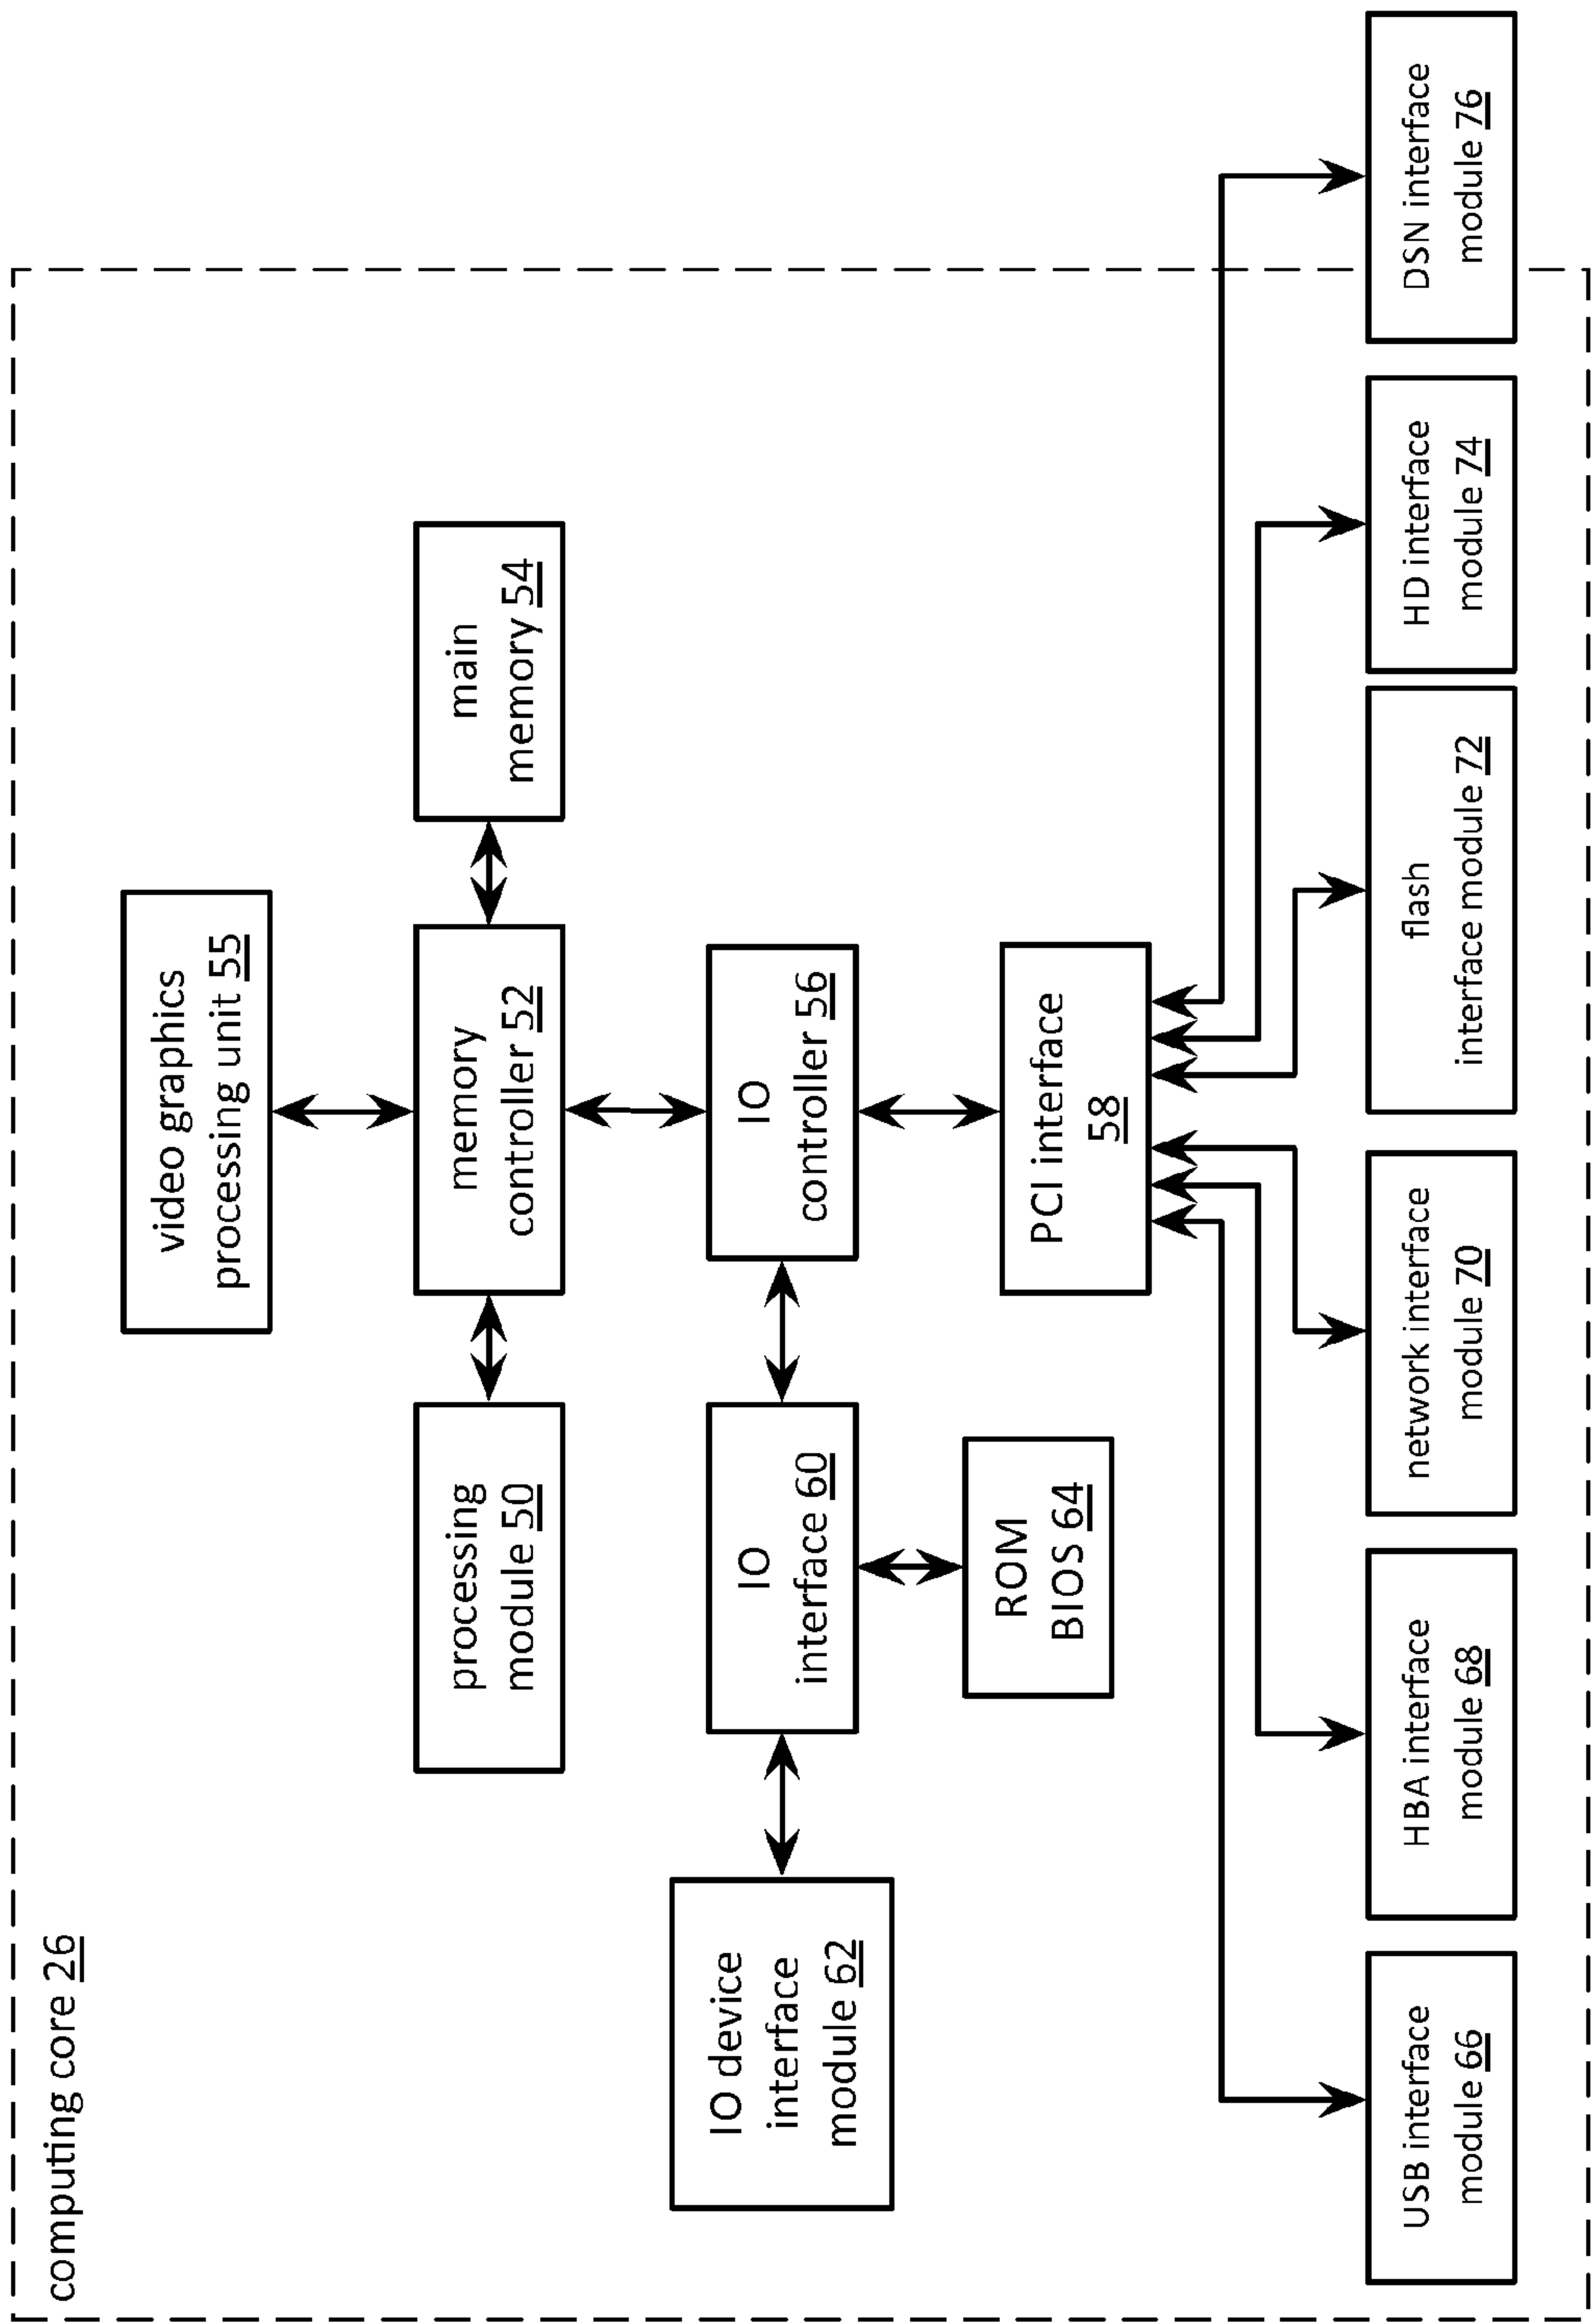 computing core 26
video graphics
processing unit 55
processing
module 50
memory
controller 52
main
memory 54
IO device
interface
module 62
IO
interface 60
IO
controller 56
ROM
BIOS 64
PCI interface
58
USB interface
module 66
HBA interface
module 68
network interface
module 70
flash
interface module 72
HD interface
module 74
DSN interface
module 76